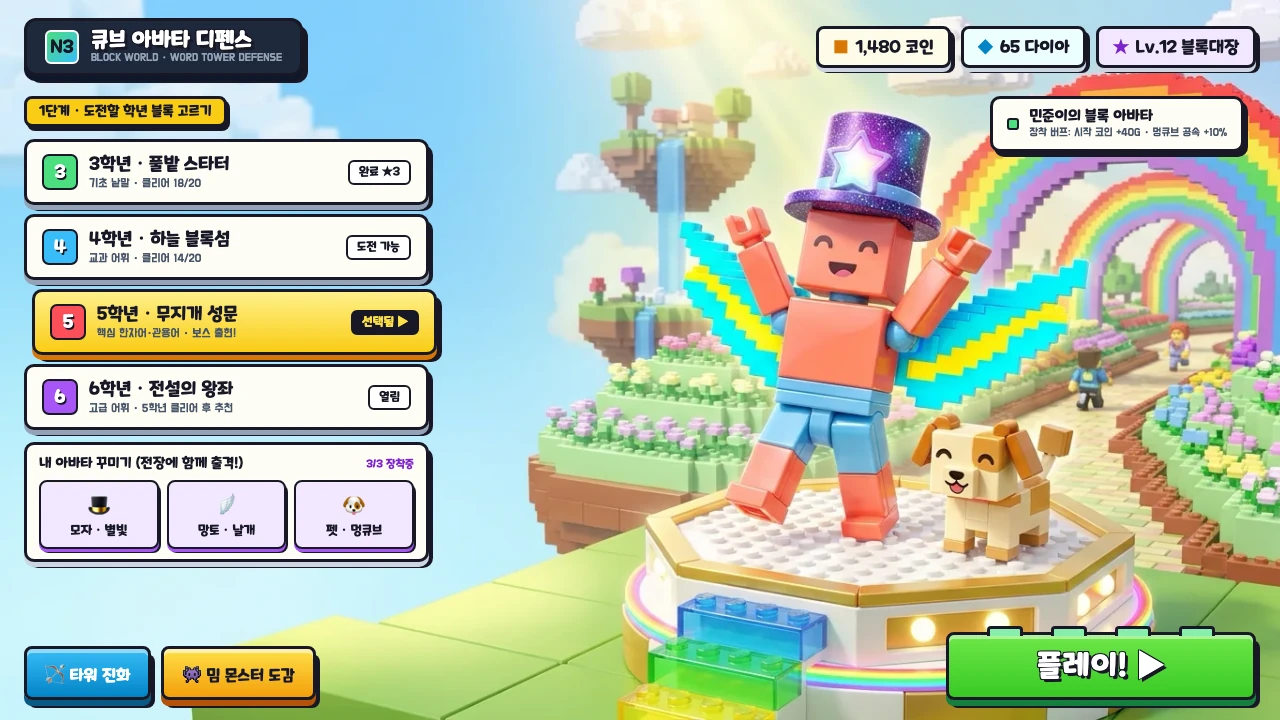 N3
큐브 아바타 디펜스
BLOCK WORLD · WORD TOWER DEFENSE
1,480 코인
65 다이아
Lv.12 블록대장
민준이의 블록 아바타
장착 버프: 시작 코인 +40G · 멍큐브 공속 +10%
1단계 · 도전할 학년 블록 고르기
3
3학년 · 풀밭 스타터
기초 낱말 · 클리어 18/20
완료 ★3
4
4학년 · 하늘 블록섬
교과 어휘 · 클리어 14/20
도전 가능
5
5학년 · 무지개 성문
핵심 한자어·관용어 · 보스 출현!
선택됨 ▶
6
6학년 · 전설의 왕좌
고급 어휘 · 5학년 클리어 후 추천
열림
내 아바타 꾸미기 (전장에 함께 출격!)
3/3 장착중
모자 · 별빛
망토 · 날개
펫 · 멍큐브
타워 진화
밈 몬스터 도감
플레이! ▶